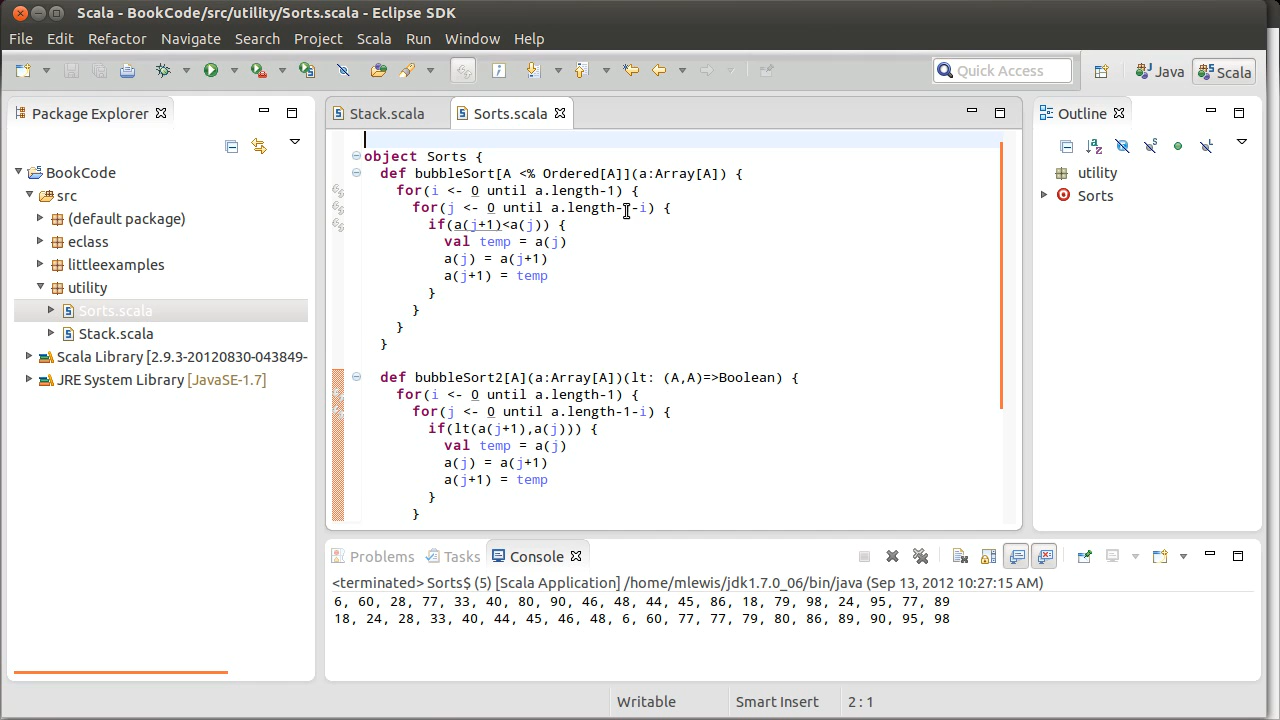 Scala - BookCode/src/utility/Sorts.scala - Eclipse SDK
File Edit Refactor Navigate Search Project Scala Run Window Help
Quick Access Java Scala
Package Explorer
BookCode
src
(default package)
eclass
littleexamples
utility
Sorts.scala
Stack.scala
Scala Library [2.9.3-20120830-043849-
JRE System Library [JavaSE-1.7]
Stack.scala Sorts.scala
object Sorts {
def bubbleSort[A <% Ordered[A]](a:Array[A]) {
for(i <- 0 until a.length-1) {
for(j <- 0 until a.length-1-i) {
if(a(j+1)<a(j)) {
val temp = a(j)
a(j) = a(j+1)
a(j+1) = temp
}
}
}
}
def bubbleSort2[A](a:Array[A])(lt: (A,A)=>Boolean) {
for(i <- 0 until a.length-1) {
for(j <- 0 until a.length-1-i) {
if(lt(a(j+1),a(j))) {
val temp = a(j)
a(j) = a(j+1)
a(j+1) = temp
}
}
Outline
utility
Sorts
Problems Tasks Console
<terminated> Sorts$ (5) [Scala Application] /home/mlewis/jdk1.7.0_06/bin/java (Sep 13, 2012 10:27:15 AM)
6, 60, 28, 77, 33, 40, 80, 90, 46, 48, 44, 45, 86, 18, 79, 98, 24, 95, 77, 89
18, 24, 28, 33, 40, 44, 45, 46, 48, 6, 60, 77, 77, 79, 80, 86, 89, 90, 95, 98
Writable Smart Insert 2 : 1